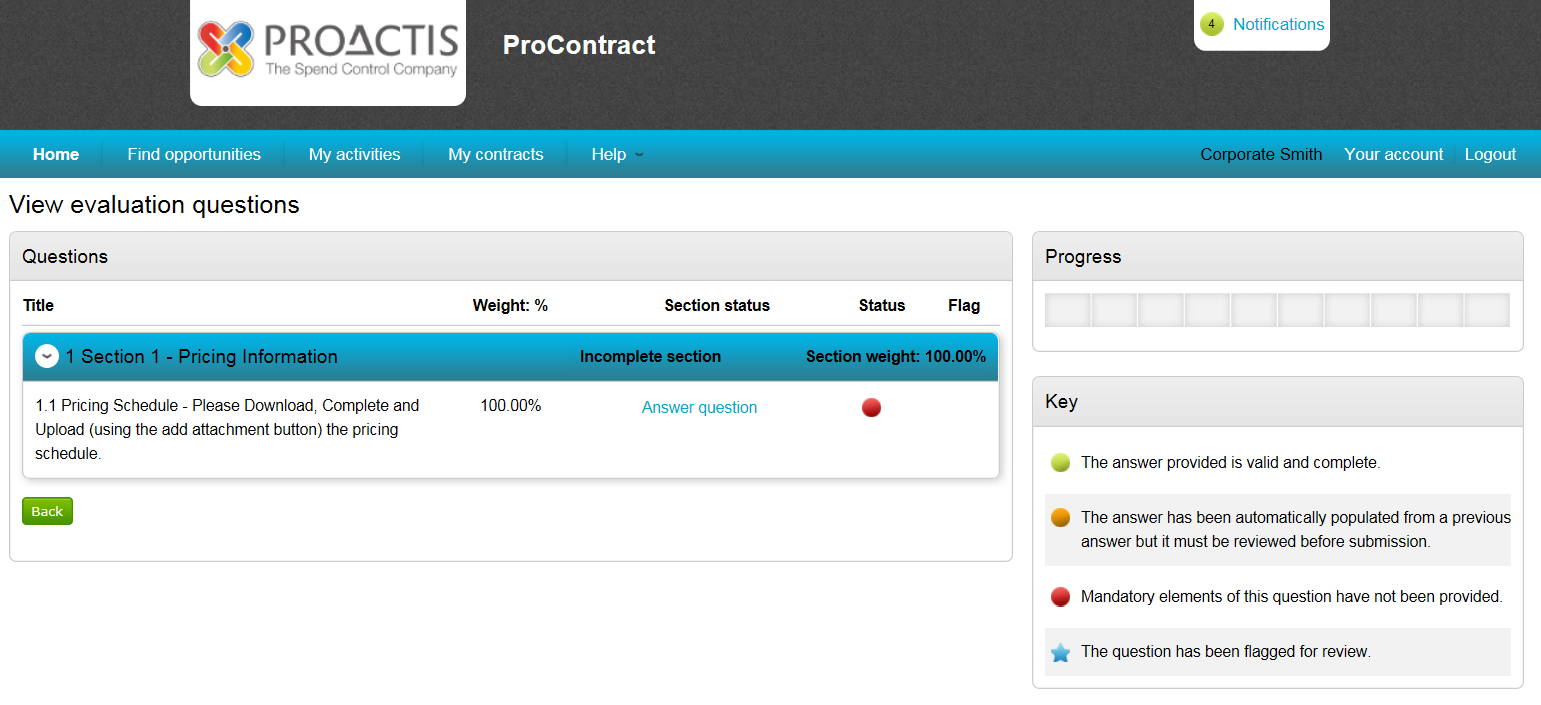 PROACTIS
The Spend Control Company
ProContract
4 Notifications
Home Find opportunities My activities My contracts Help Corporate Smith Your account Logout
View evaluation questions
Questions
Title Weight: % Section status Status Flag
1 Section 1 - Pricing Information Incomplete section Section weight: 100.00%
1.1 Pricing Schedule - Please Download, Complete and 100.00% Answer question
Upload (using the add attachment button) the pricing
schedule.
Back
Progress
Key
The answer provided is valid and complete.
The answer has been automatically populated from a previous
answer but it must be reviewed before submission.
Mandatory elements of this question have not been provided.
The question has been flagged for review.